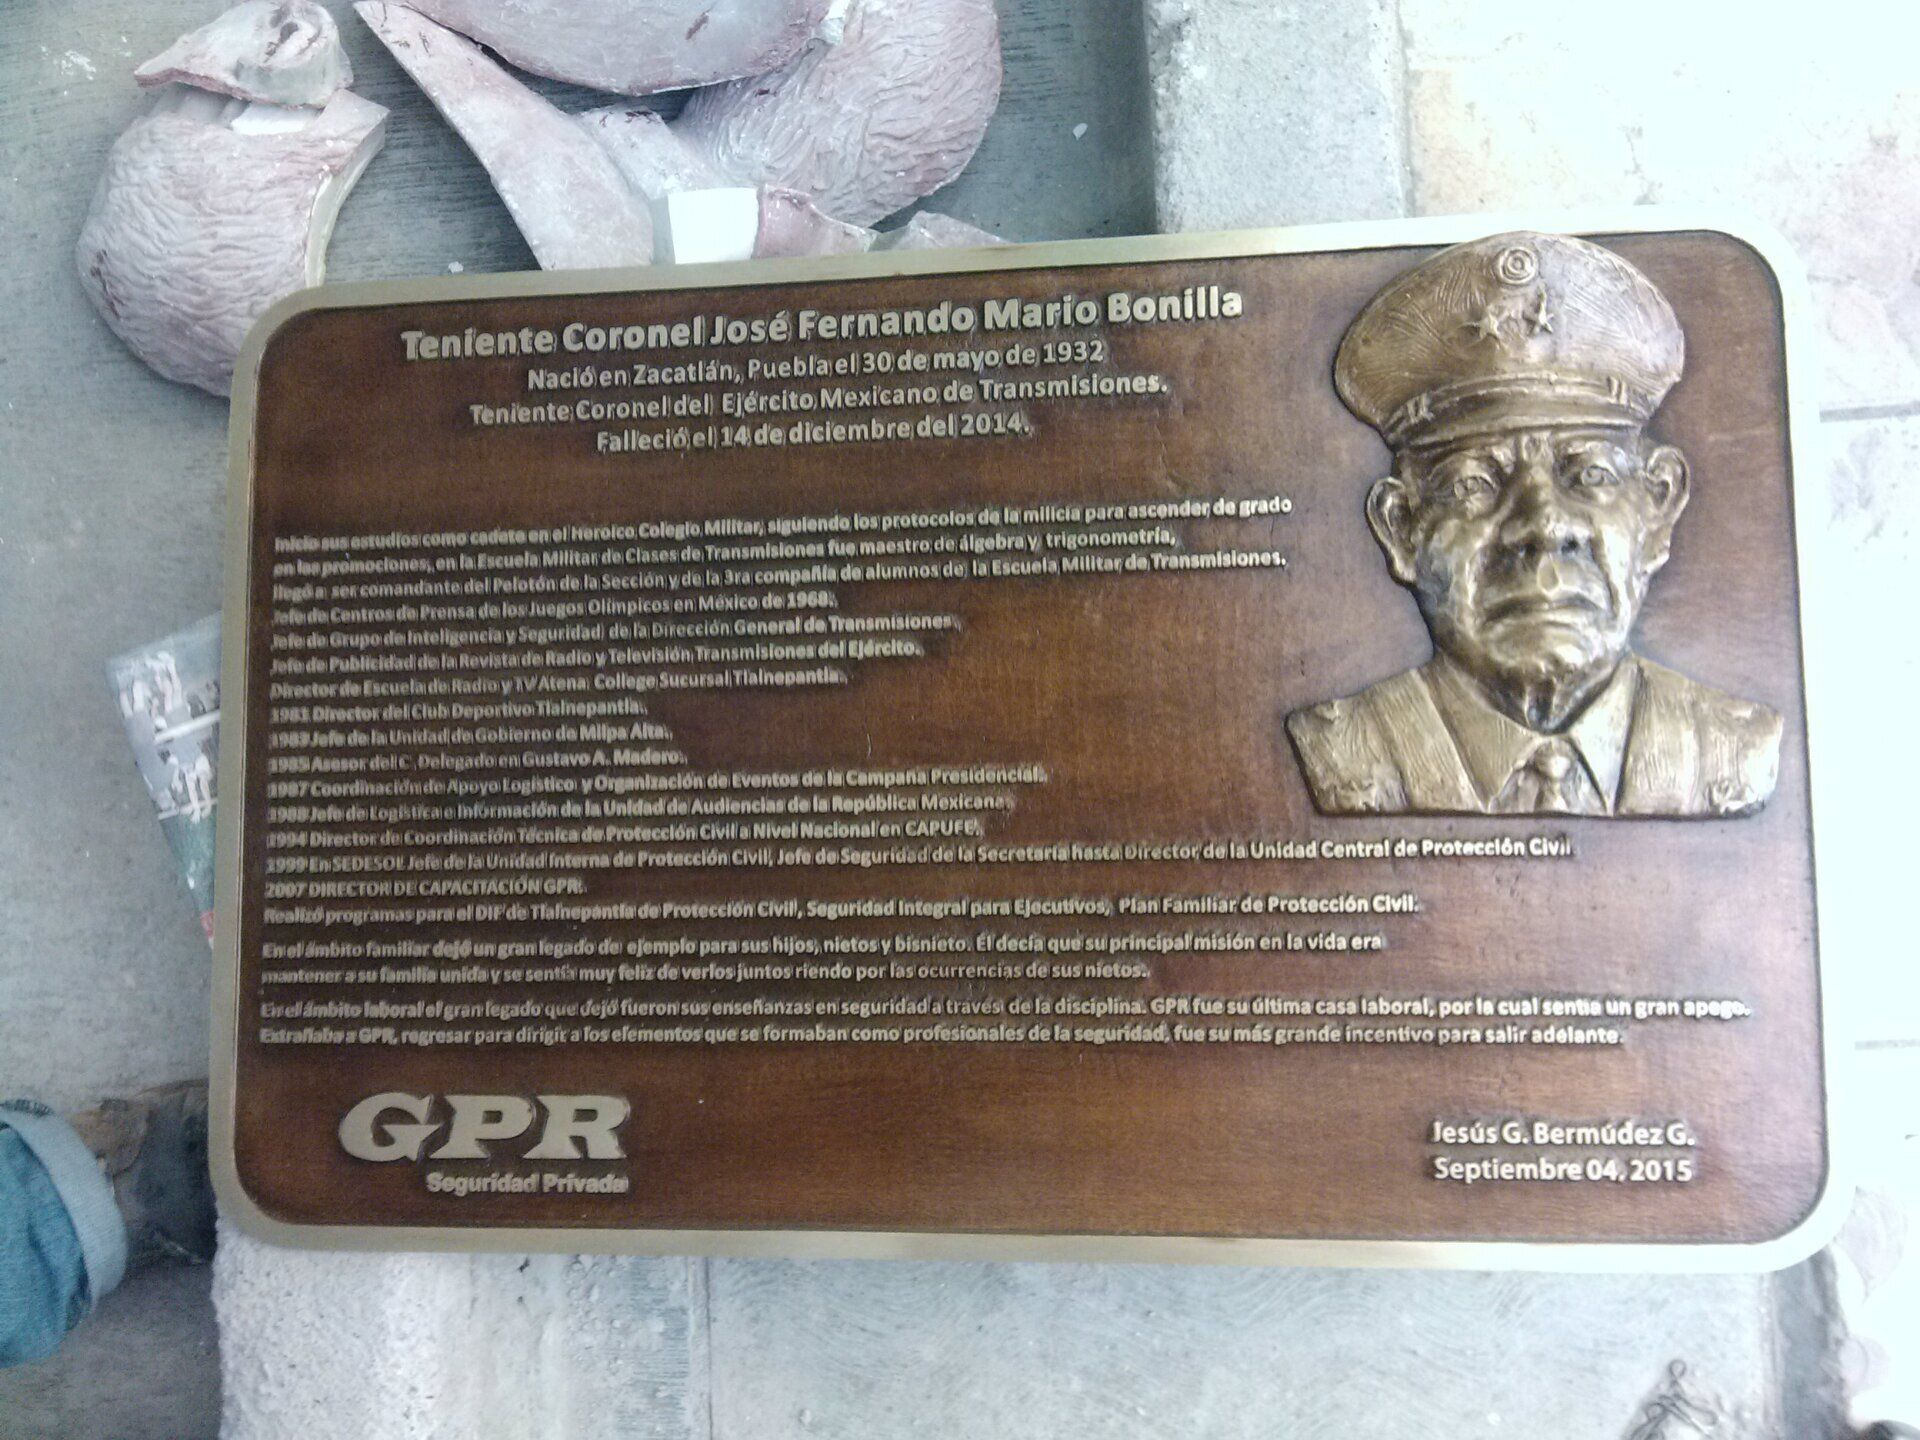 Teniente Coronel José Fernando Mario Bonilla
Nació en Zacatlán, Puebla el 30 de mayo de 1932
Teniente Coronel del Ejército Mexicano de Transmisiones.
Falleció el 14 de diciembre del 2014.
Inicio sus estudios como cadete en el Heroico Colegio Militar, siguiendo los protocolos de la milicia para ascender de grado
en las promociones, en la Escuela Militar de Clases de Transmisiones fue maestro de álgebra y trigonometría,
llegó a ser comandante del Pelotón de la Sección y de la 3ra compañía de alumnos de la Escuela Militar de Transmisiones.
Jefe de Centros de Prensa de los Juegos Olímpicos en México de 1968.
Jefe de Grupo de Inteligencia y Seguridad de la Dirección General de Transmisiones.
Jefe de Publicidad de la Revista de Radio y Televisión Transmisiones del Ejército.
Director de Escuela de Radio y TV Atena College Sucursal Tlalnepantla.
1981 Director del Club Deportivo Tlalnepantla.
1983 Jefe de la Unidad de Gobierno de Milpa Alta.
1985 Asesor del C. Delegado en Gustavo A. Madero.
1987 Coordinación de Apoyo Logístico y Organización de Eventos de la Campaña Presidencial.
1988 Jefe de Logística e Información de la Unidad de Audiencias de la República Mexicana.
1994 Director de Coordinación Técnica de Protección Civil a Nivel Nacional en CAPUFE.
1999 En SEDESOL Jefe de la Unidad Interna de Protección Civil, Jefe de Seguridad de la Secretaría hasta Director de la Unidad Central de Protección Civil
2007 DIRECTOR DE CAPACITACIÓN GPR.
Realizó programas para el DIF de Tlalnepantla de Protección Civil, Seguridad Integral para Ejecutivos, Plan Familiar de Protección Civil.
En el ámbito familiar dejó un gran legado de ejemplo para sus hijos, nietos y bisnieto. Él decía que su principal misión en la vida era
mantener a su familia unida y se sentía muy feliz de verlos juntos riendo por las ocurrencias de sus nietos.
En el ámbito laboral el gran legado que dejó fueron sus enseñanzas en seguridad a través de la disciplina. GPR fue su última casa laboral, por la cual sentía un gran apego.
Extrañaba a GPR, regresar para dirigir a los elementos que se formaban como profesionales de la seguridad, fue su más grande incentivo para salir adelante.
GPR
Seguridad Privada
Jesús G. Bermúdez G.
Septiembre 04, 2015